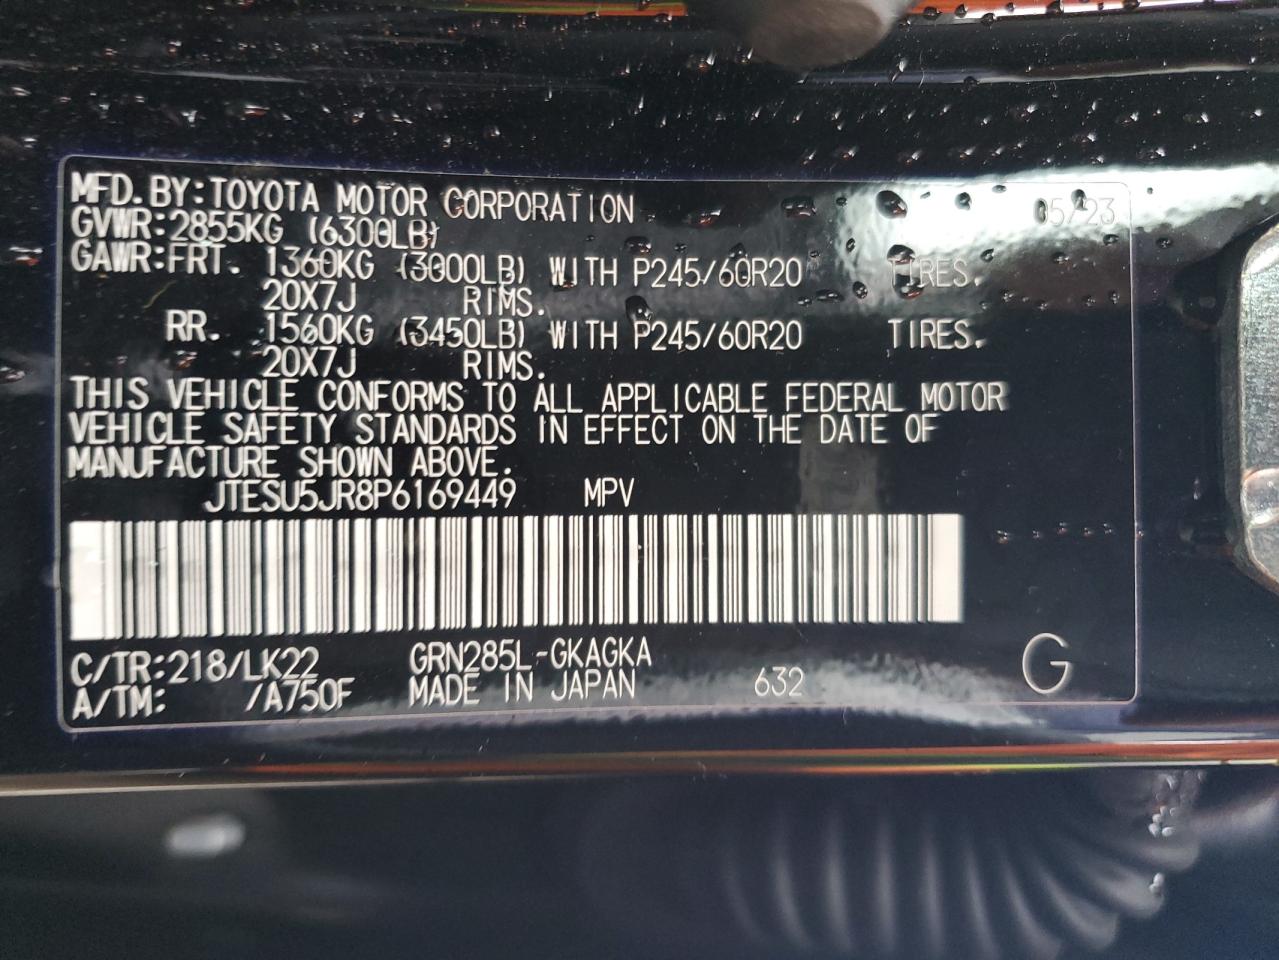 MFD.BY:TOYOTA MOTOR CORPORATION 05/23
GVWR:2855KG (6300LB)
GAWR:FRT. 1360KG (3000LB) WITH P245/60R20 TIRES.
20X7J RIMS.
RR. 1560KG (3450LB) WITH P245/60R20 TIRES.
20X7J RIMS.
THIS VEHICLE CONFORMS TO ALL APPLICABLE FEDERAL MOTOR
VEHICLE SAFETY STANDARDS IN EFFECT ON THE DATE OF
MANUFACTURE SHOWN ABOVE.
JTESU5JR8P6169449 MPV
C/TR:218/LK22 GRN285L-GKAGKA
A/TM: /A750F MADE IN JAPAN 632 G